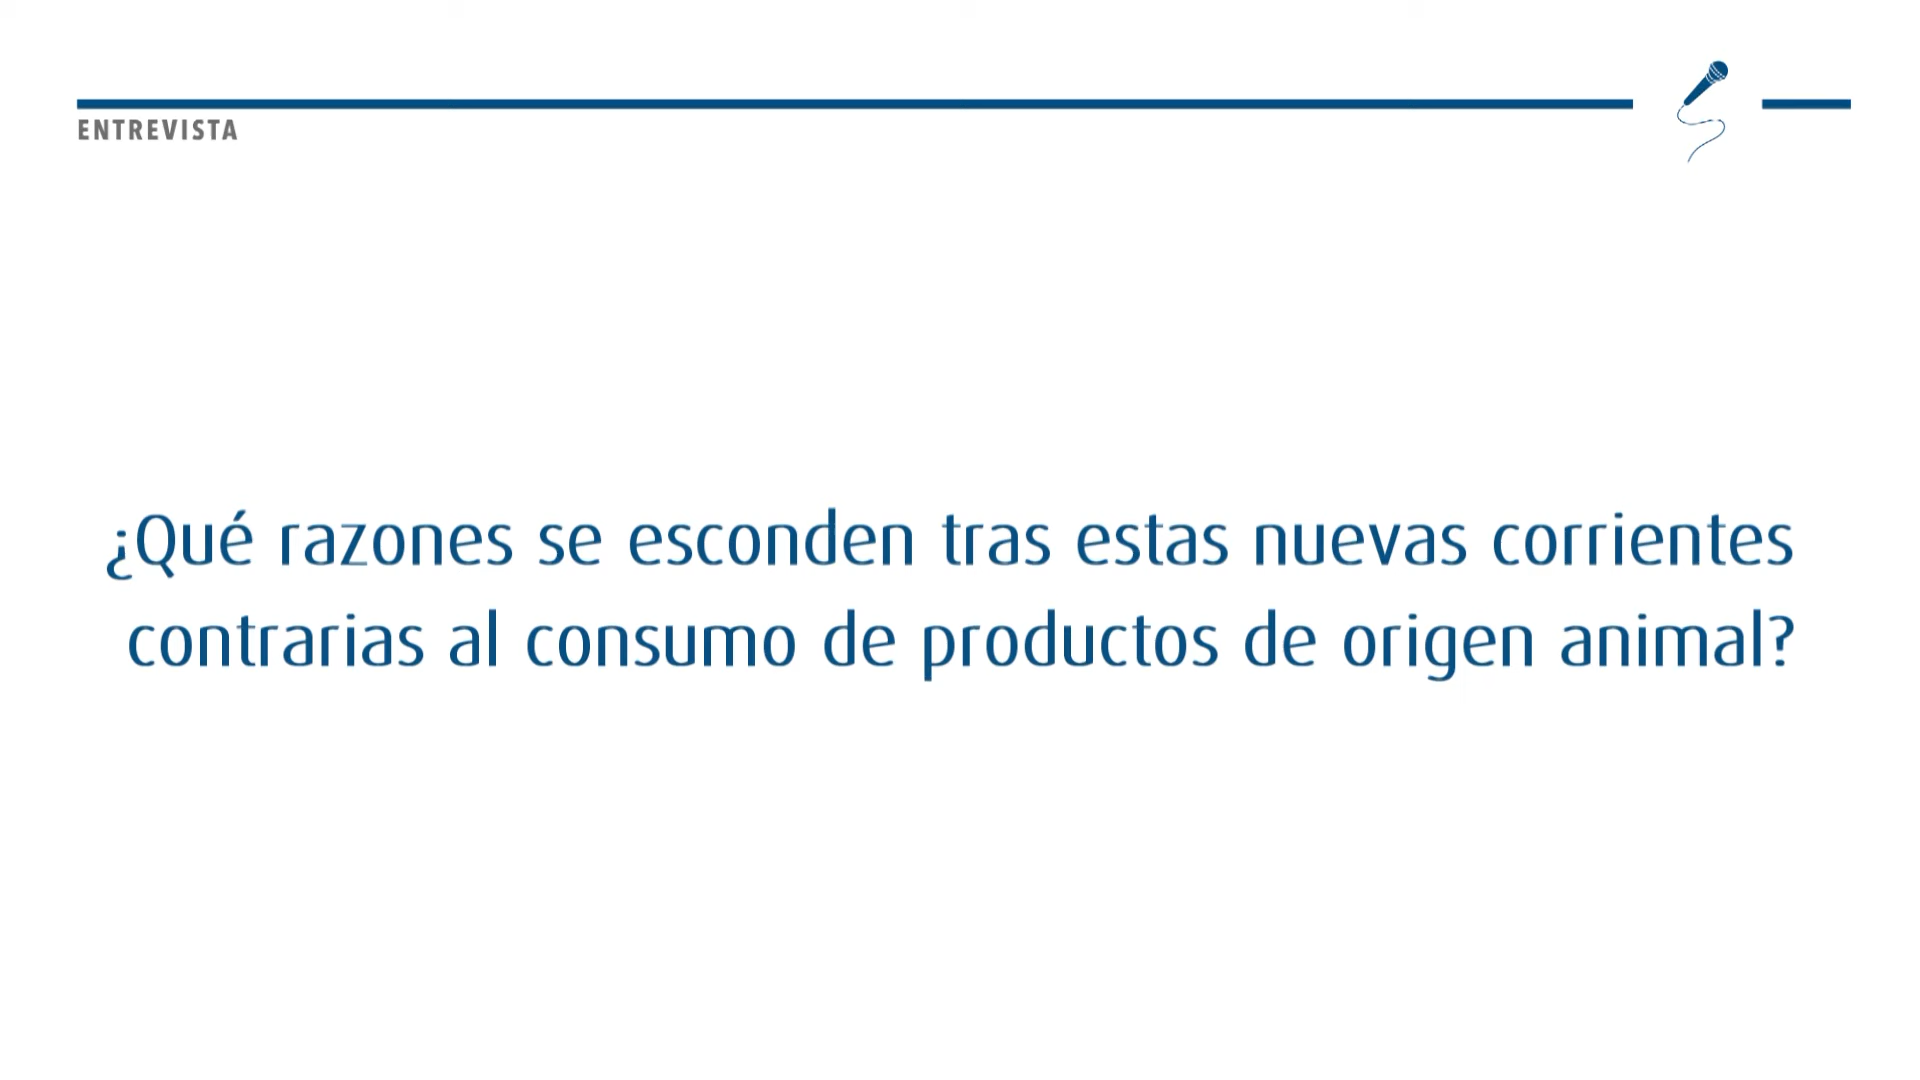 ENTREVISTA
¿Qué razones se esconden tras estas nuevas corrientes
contrarias al consumo de productos de origen animal?